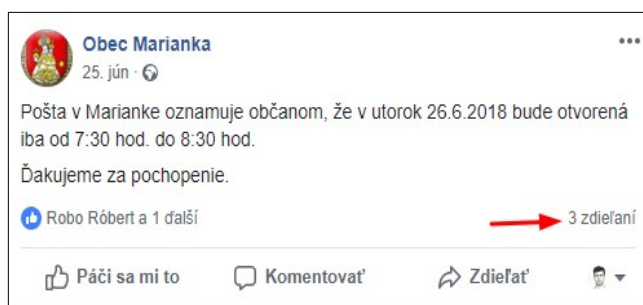 Obec Marianka
25. jún ·
Pošta v Marianke oznamuje občanom, že v utorok 26.6.2018 bude otvorená
iba od 7:30 hod. do 8:30 hod.
Ďakujeme za pochopenie.
Robo Róbert a 1 ďalší 3 zdieľaní
Páči sa mi to Komentovať Zdieľať